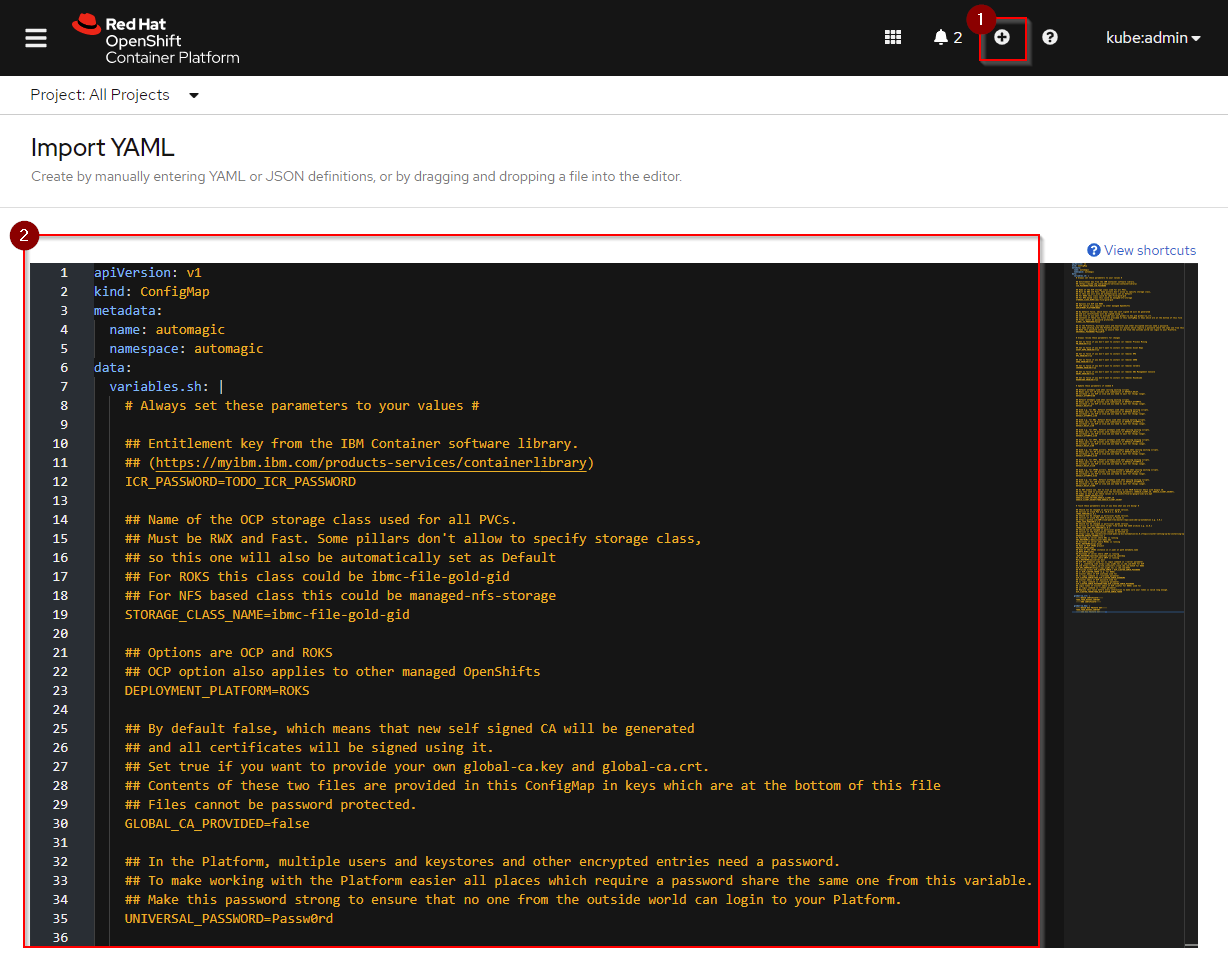 Red Hat
OpenShift
Container Platform
2
1
kube:admin
Project: All Projects
Import YAML
Create by manually entering YAML or JSON definitions, or by dragging and dropping a file into the editor.
2
View shortcuts
1 apiVersion: v1
2 kind: ConfigMap
3 metadata:
4   name: automagic
5   namespace: automagic
6 data:
7   variables.sh: |
8     # Always set these parameters to your values #
9
10     ## Entitlement key from the IBM Container software library.
11     ## (https://myibm.ibm.com/products-services/containerlibrary)
12     ICR_PASSWORD=TODO_ICR_PASSWORD
13
14     ## Name of the OCP storage class used for all PVCs.
15     ## Must be RWX and Fast. Some pillars don't allow to specify storage class,
16     ## so this one will also be automatically set as Default
17     ## For ROKS this class could be ibmc-file-gold-gid
18     ## For NFS based class this could be managed-nfs-storage
19     STORAGE_CLASS_NAME=ibmc-file-gold-gid
20
21     ## Options are OCP and ROKS
22     ## OCP option also applies to other managed OpenShifts
23     DEPLOYMENT_PLATFORM=ROKS
24
25     ## By default false, which means that new self signed CA will be generated
26     ## and all certificates will be signed using it.
27     ## Set true if you want to provide your own global-ca.key and global-ca.crt.
28     ## Contents of these two files are provided in this ConfigMap in keys which are at the bottom of this file
29     ## Files cannot be password protected.
30     GLOBAL_CA_PROVIDED=false
31
32     ## In the Platform, multiple users and keystores and other encrypted entries need a password.
33     ## To make working with the Platform easier all places which require a password share the same one from this variable.
34     ## Make this password strong to ensure that no one from the outside world can login to your Platform.
35     UNIVERSAL_PASSWORD=Passw0rd
36